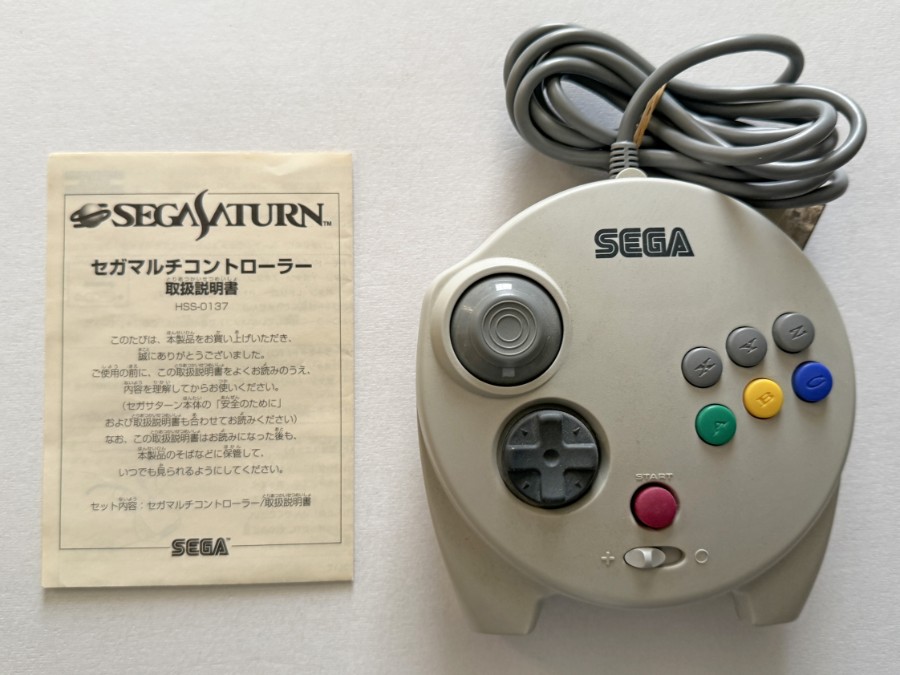 SEGA SATURN™
セガマルチコントローラー
取扱説明書
HSS-0137
このたびは、本製品をお買い上げいただき、
誠にありがとうございました。
ご使用の前に、この取扱説明書をよくお読みのうえ、
内容を理解してからお使いください。
(セガサターン本体の「安全のために」
および取扱説明書も合わせてお読みください)
なお、この取扱説明書はお読みになった後も、
本製品のそばなどに保管して、
いつでも見られるようにしてください。
セット内容:セガマルチコントローラー/取扱説明書
SEGA™
SEGA
X Y Z
A B C
START